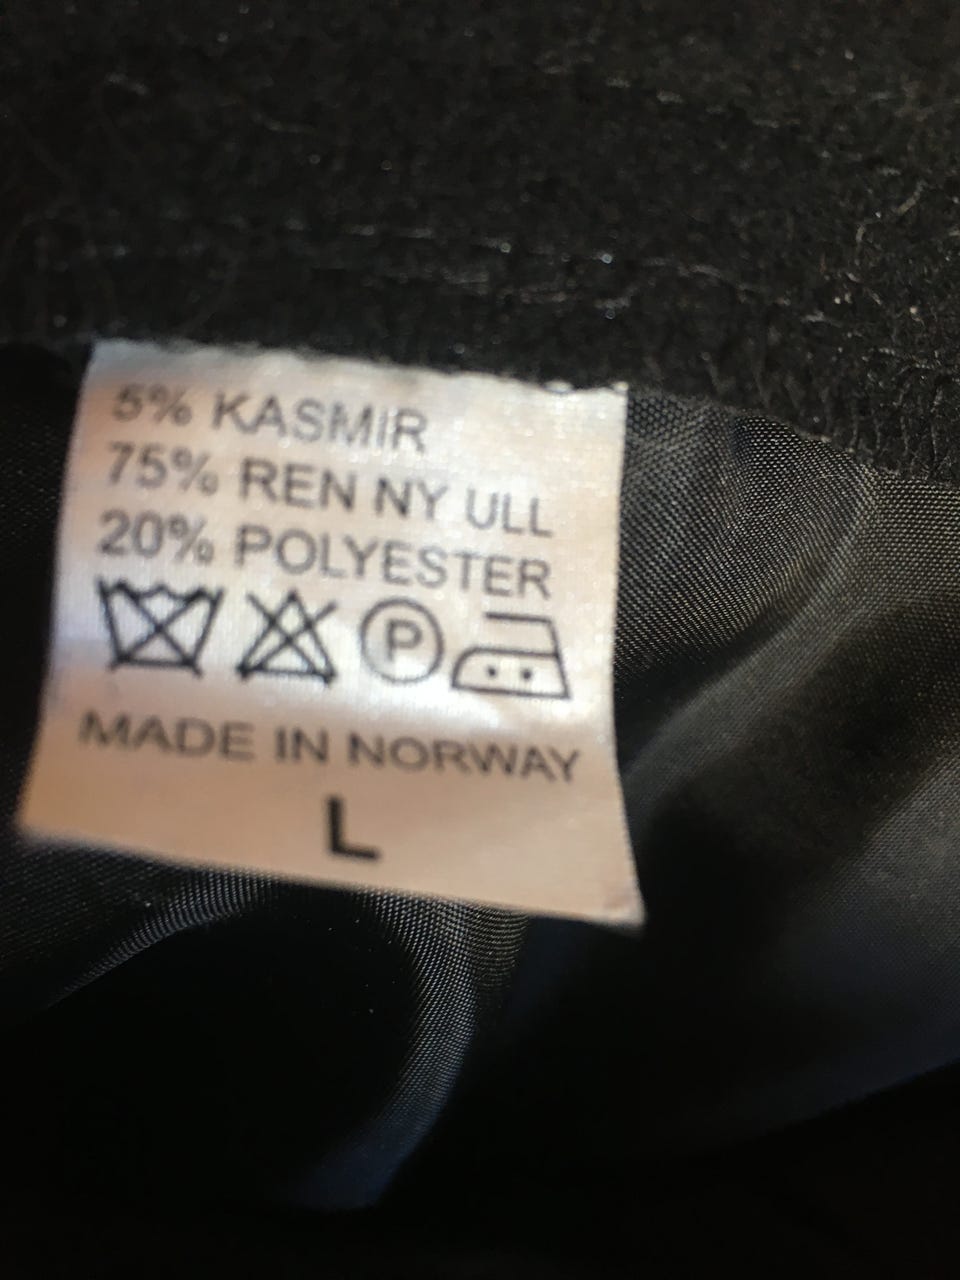 5% KASMIR
75% REN NY ULL
20% POLYESTER
P
MADE IN NORWAY
L